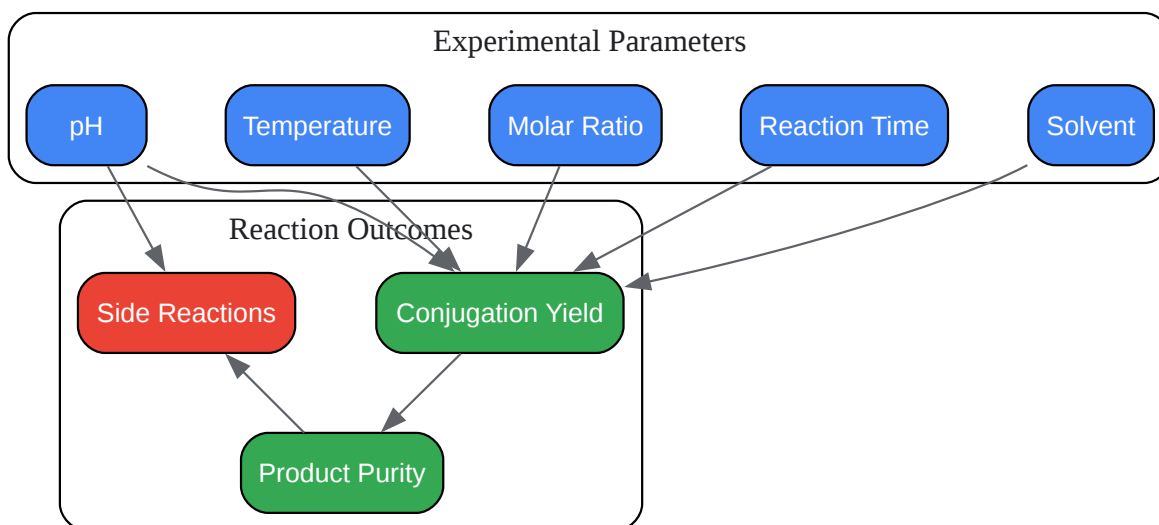 Experimental Parameters
pH
Temperature
Molar Ratio
Reaction Time
Solvent
Reaction Outcomes
Side Reactions
Conjugation Yield
Product Purity